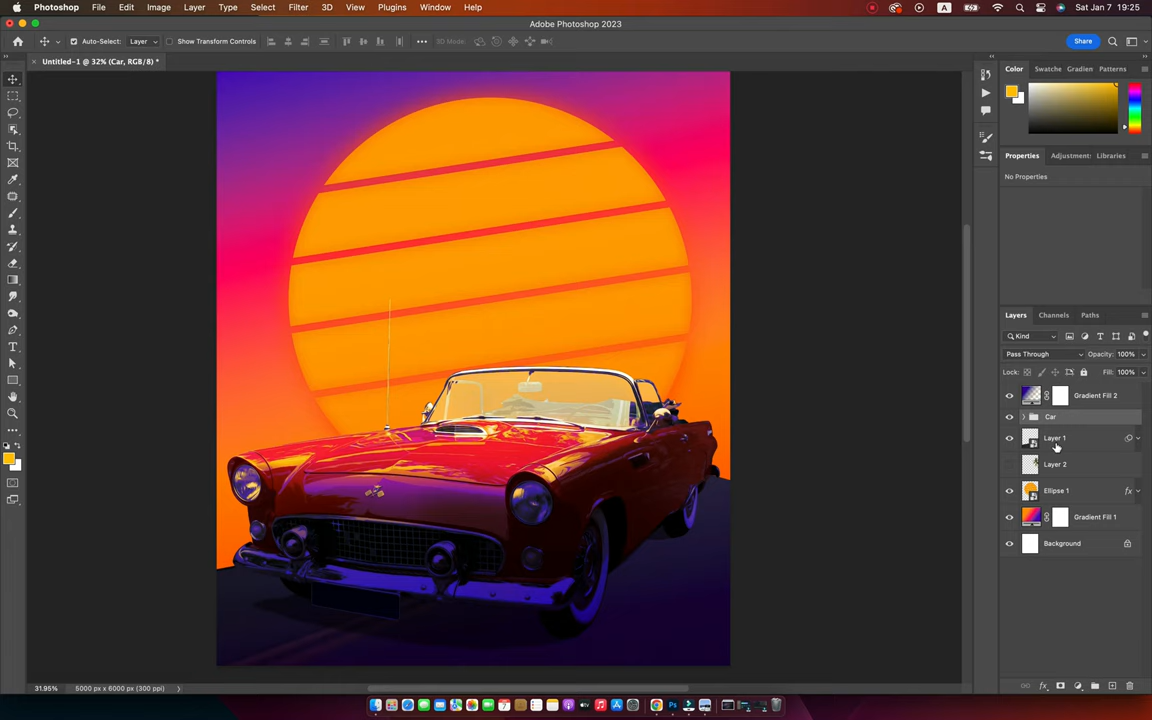 Photoshop File Edit Image Layer Type Select Filter 3D View Plugins Window Help A Sat Jan 7 19:25
Adobe Photoshop 2023
Auto-Select: Layer Show Transform Controls 3D Mode: Share
Untitled-1 @ 32% (Car, RGB/8) *
Color Swatche Gradien Patterns
Properties Adjustment: Libraries
No Properties
Layers Channels Paths
Kind
Pass Through Opacity: 100%
Lock: Fill: 100%
Gradient Fill 2
Car
Layer 1
Layer 2
Ellipse 1 fx
Gradient Fill 1
Background
31.95% 5000 px x 6000 px (300 ppi)
fx